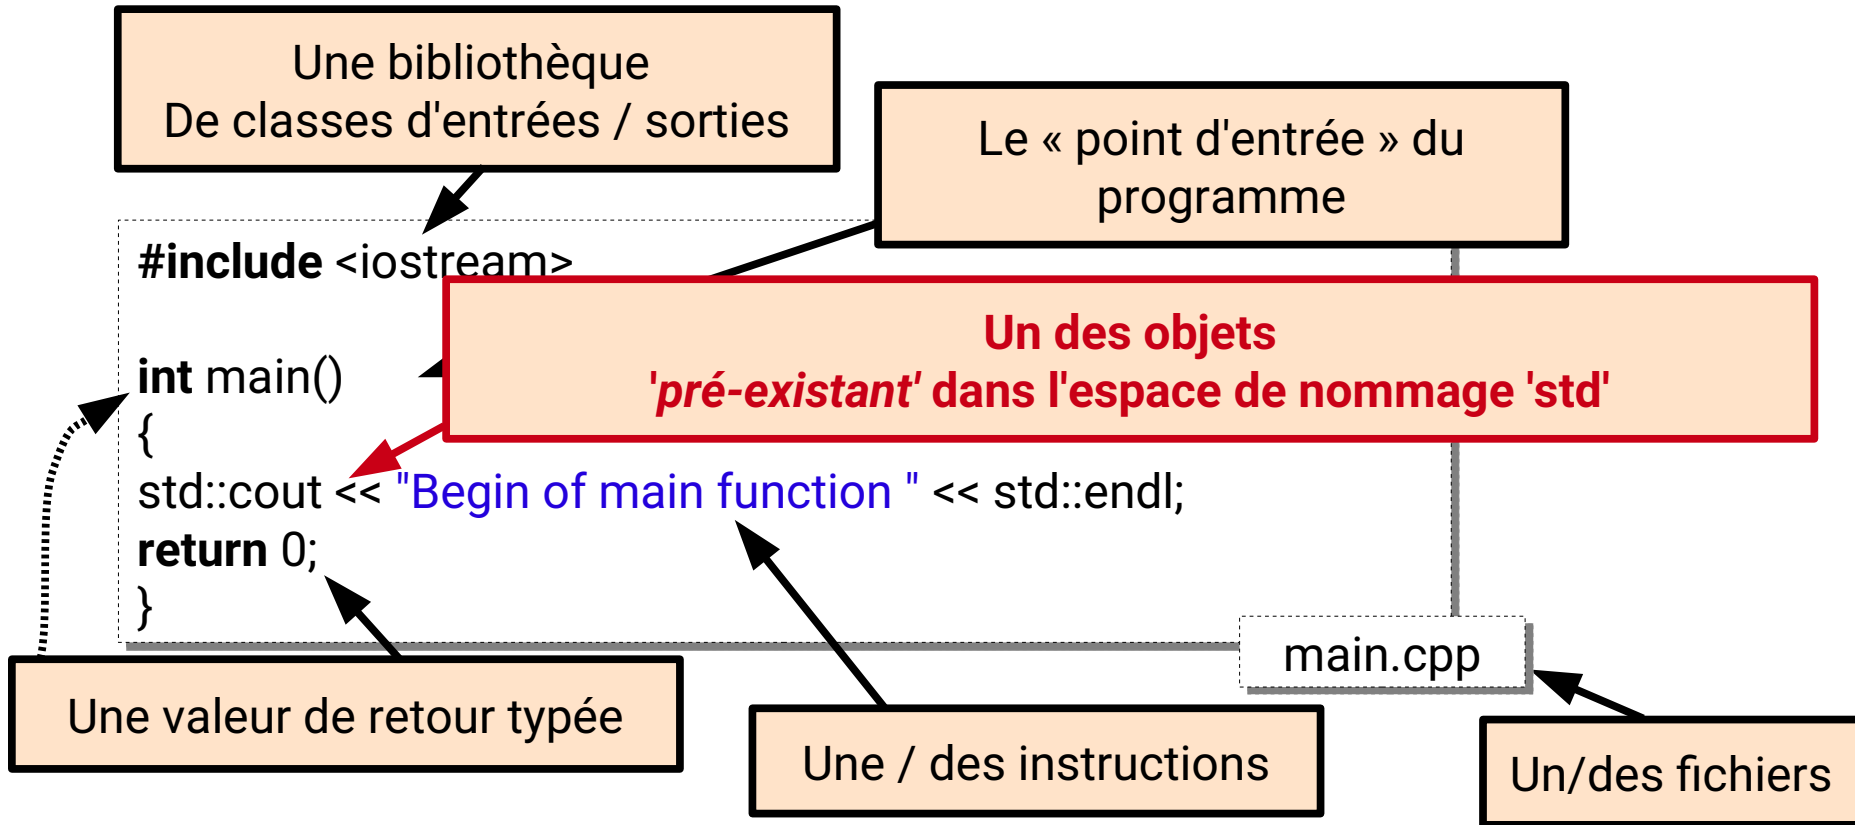 Une bibliothèque
De classes d'entrées / sorties
Le « point d'entrée » du
programme
#include <iostream>
Un des objets
'pré-existant' dans l'espace de nommage 'std'
int main()
{
std::cout << "Begin of main function " << std::endl;
return 0;
}
main.cpp
Une valeur de retour typée
Une / des instructions
Un/des fichiers